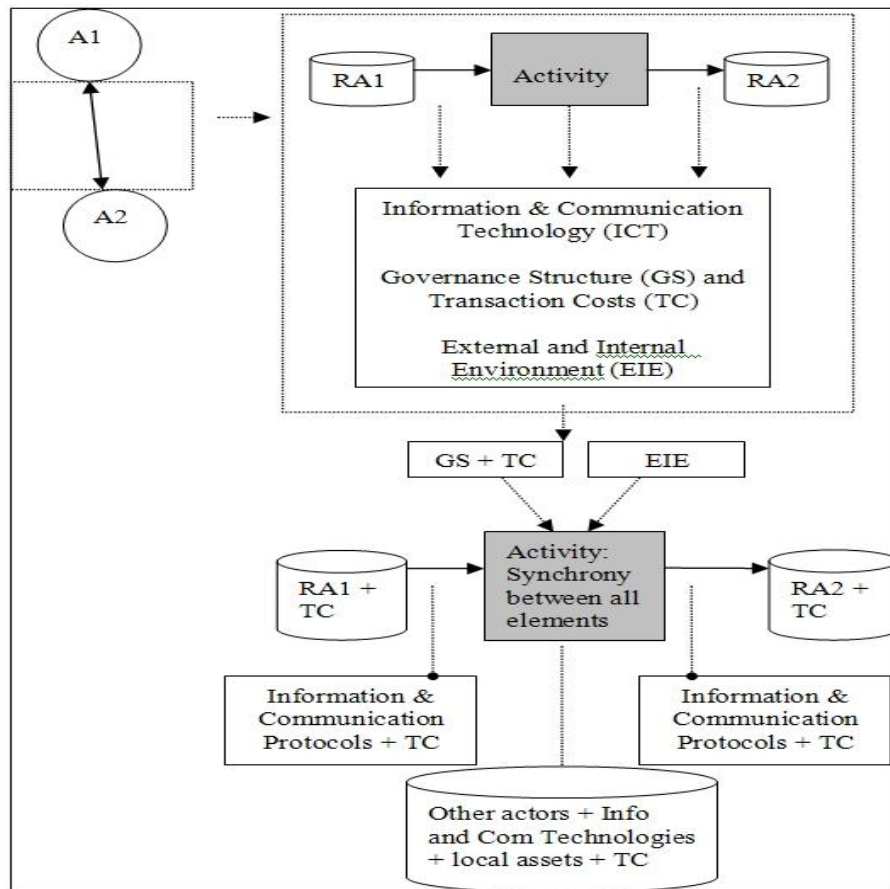 A1
RA1
Activity
RA2
A2
Information & Communication
Technology (ICT)
Governance Structure (GS) and
Transaction Costs (TC)
External and Internal
Environment (EIE)
GS + TC
EIE
RA1 +
TC
Activity:
Synchrony
between all
elements
RA2 +
TC
Information &
Communication
Protocols + TC
Information &
Communication
Protocols + TC
Other actors + Info
and Com Technologies
+ local assets + TC